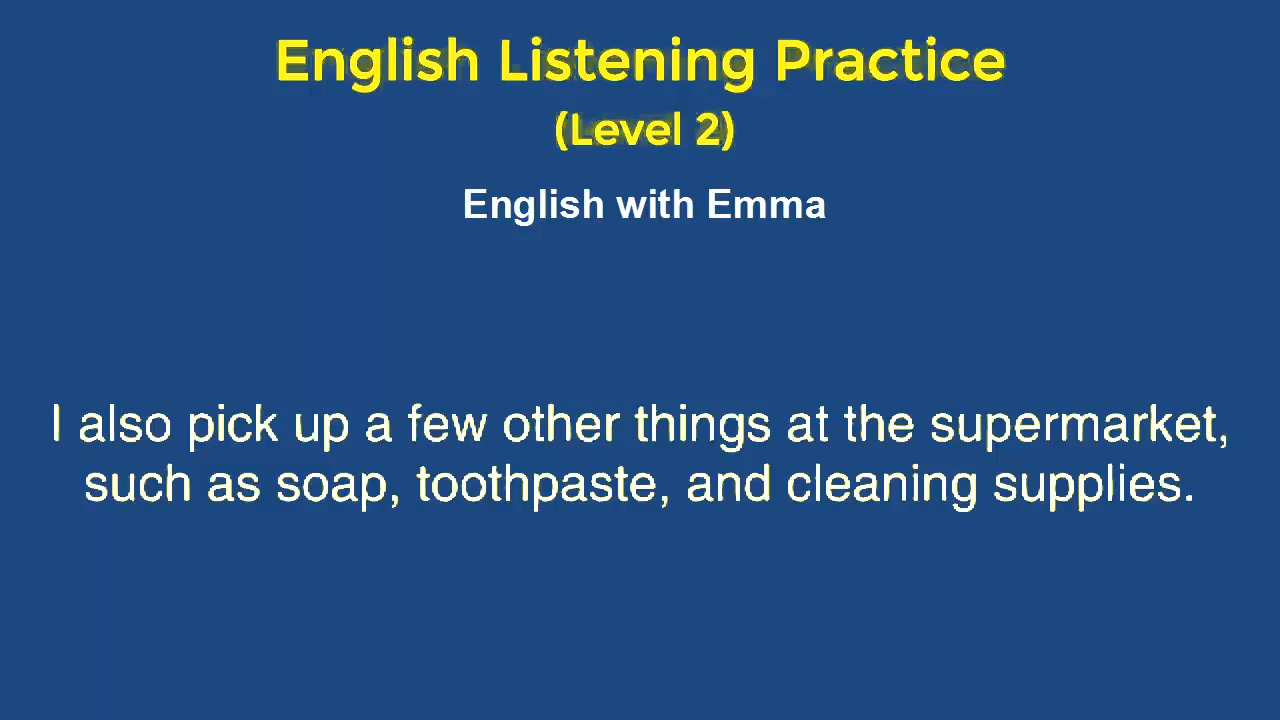 English Listening Practice
(Level 2)
English with Emma
I also pick up a few other things at the supermarket,
such as soap, toothpaste, and cleaning supplies.